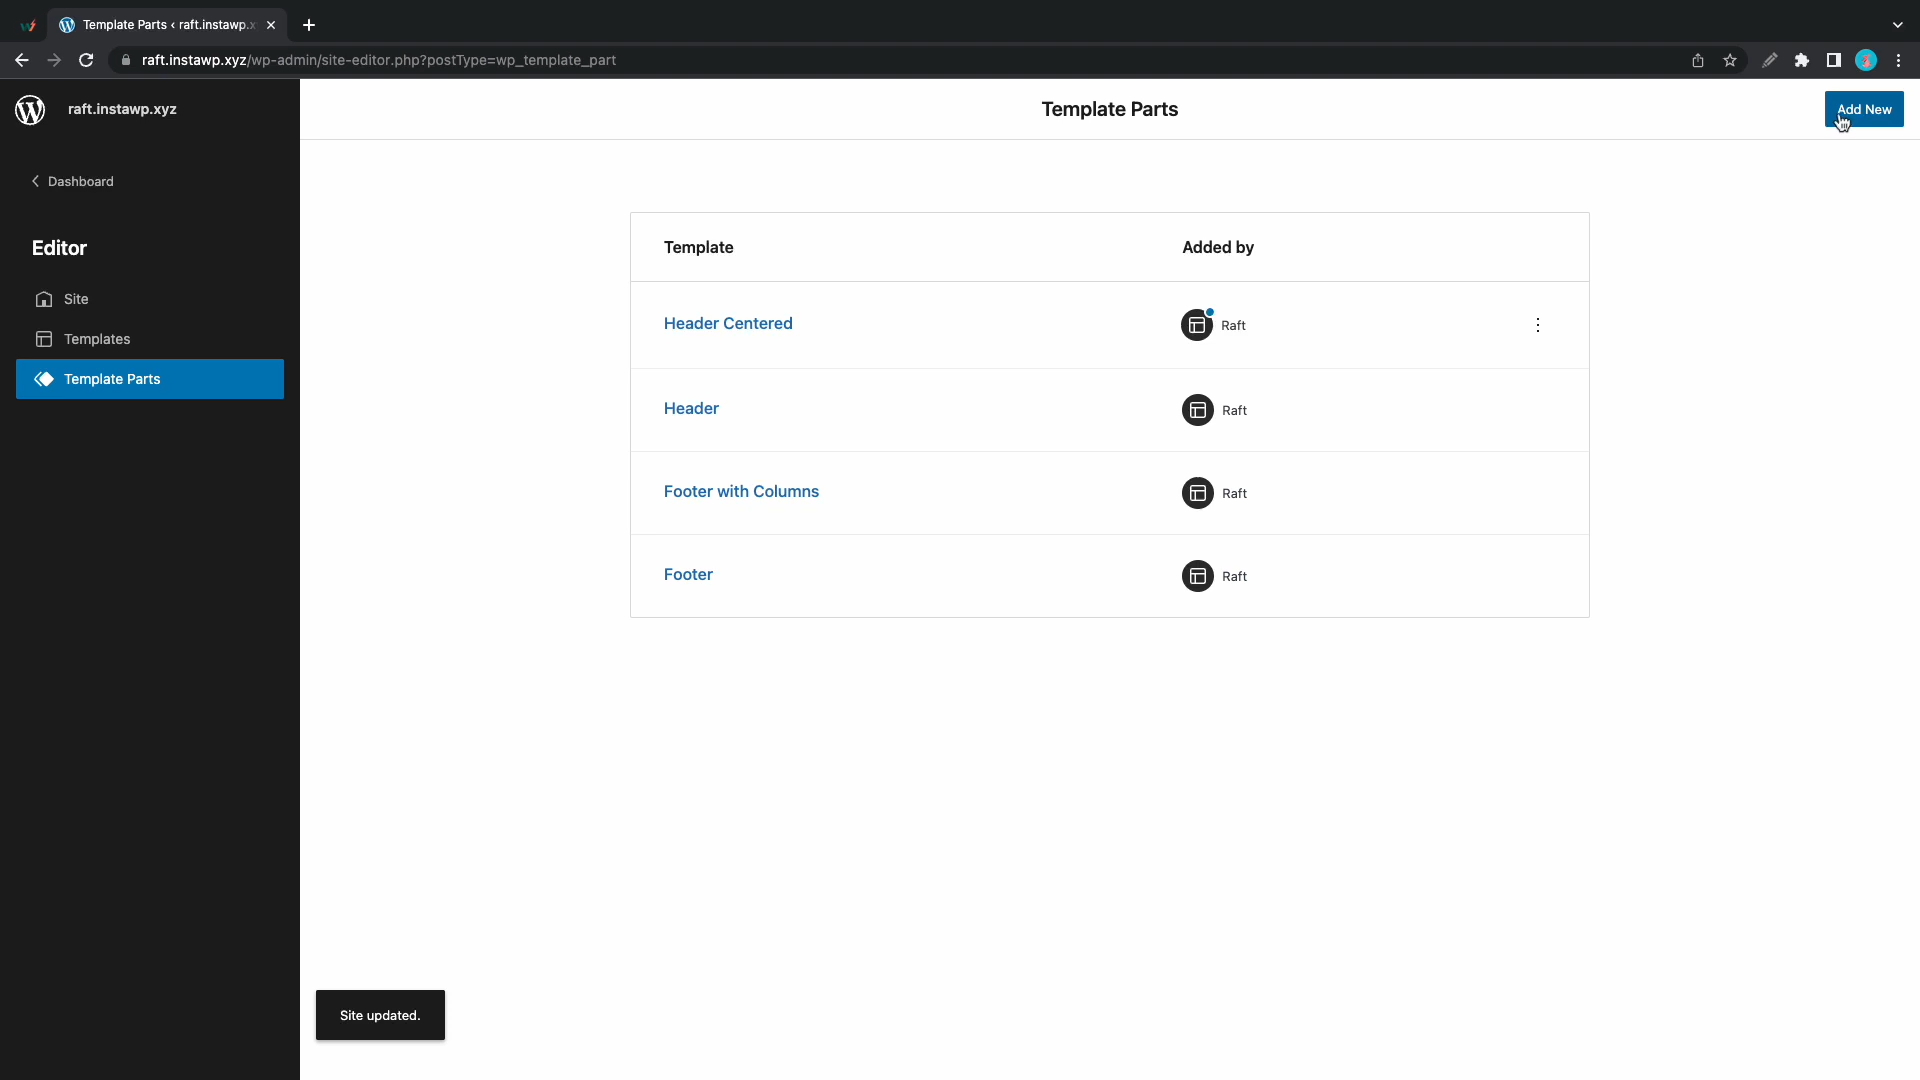 Template Parts ‹ raft.instawp.x
raft.instawp.xyz/wp-admin/site-editor.php?postType=wp_template_part
raft.instawp.xyz
Template Parts
Add New
Dashboard
Editor
Site
Templates
Template Parts
Template Added by
Header Centered Raft
Header Raft
Footer with Columns Raft
Footer Raft
Site updated.